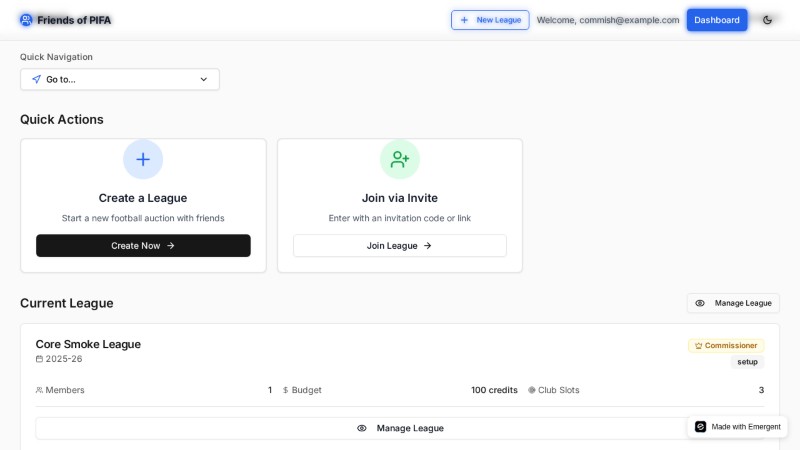 Friends of PIFA
New League
Welcome, commish@example.com
Dashboard
Quick Navigation
Go to...
Quick Actions
Create a League
Start a new football auction with friends
Create Now
Join via Invite
Enter with an invitation code or link
Join League
Current League
Manage League
Core Smoke League
Commissioner
2025-26
setup
Members 1
$ Budget 100 credits
Club Slots 3
Manage League
Made with Emergent